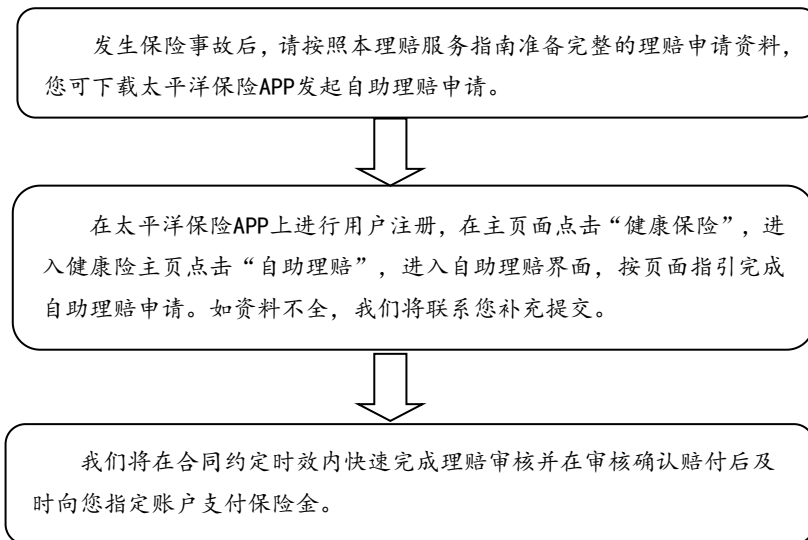 发生保险事故后，请按照本理赔服务指南准备完整的理赔申请资料，
您可下载太平洋保险APP发起自助理赔申请。
在太平洋保险APP上进行用户注册，在主页面点击“健康保险”，进
入健康险主页点击“自助理赔”，进入自助理赔界面，按页面指引完成
自助理赔申请。如资料不全，我们将联系您补充提交。
我们将在合同约定时效内快速完成理赔审核并在审核确认赔付后及
时向您指定账户支付保险金。